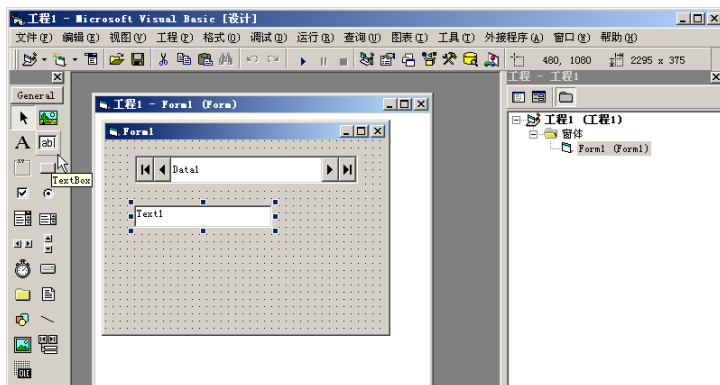 工程1 - Microsoft Visual Basic [设计]
文件(F) 编辑(E) 视图(V) 工程(P) 格式(O) 调试(D) 运行(R) 查询(U) 图表(I) 工具(T) 外接程序(A) 窗口(W) 帮助(H)
480, 1080 2295 x 375
工程 - 工程1
General
工程1 - Form1 (Form)
Form1
工程1 (工程1)
窗体
Form1 (Form1)
A ab|
XV
Data1
TextBox
Text1
OLE